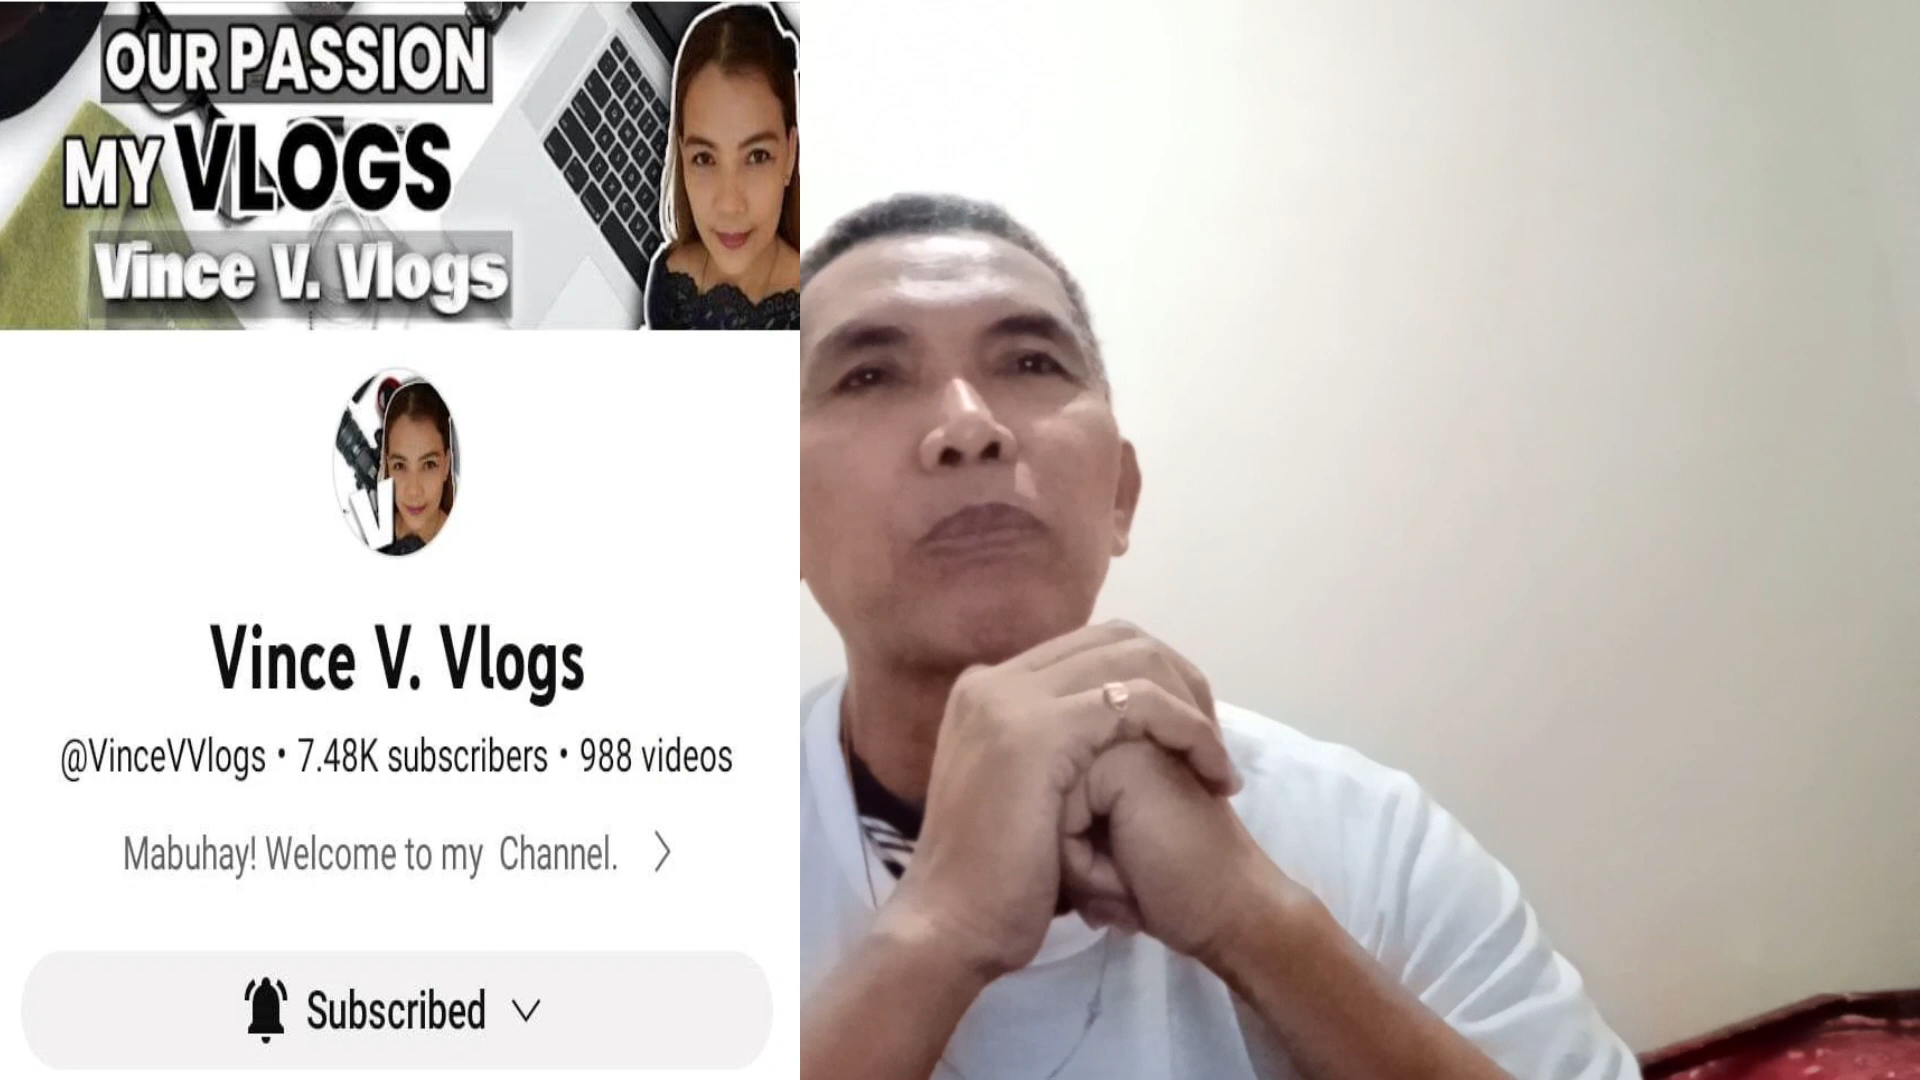 OUR PASSION
MY VLOGS
Vince V. Vlogs
V
Vince V. Vlogs
@VinceVVlogs • 7.48K subscribers • 988 videos
Mabuhay! Welcome to my Channel.
Subscribed